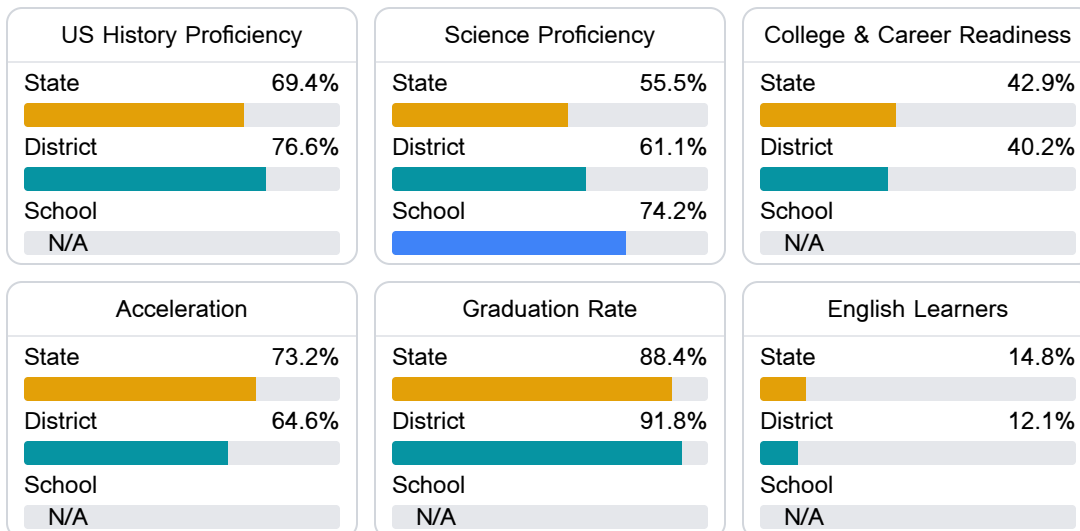 US History Proficiency
State 69.4%
District 76.6%
School
N/A
Science Proficiency
State 55.5%
District 61.1%
School 74.2%
College & Career Readiness
State 42.9%
District 40.2%
School
N/A
Acceleration
State 73.2%
District 64.6%
School
N/A
Graduation Rate
State 88.4%
District 91.8%
School
N/A
English Learners
State 14.8%
District 12.1%
School
N/A